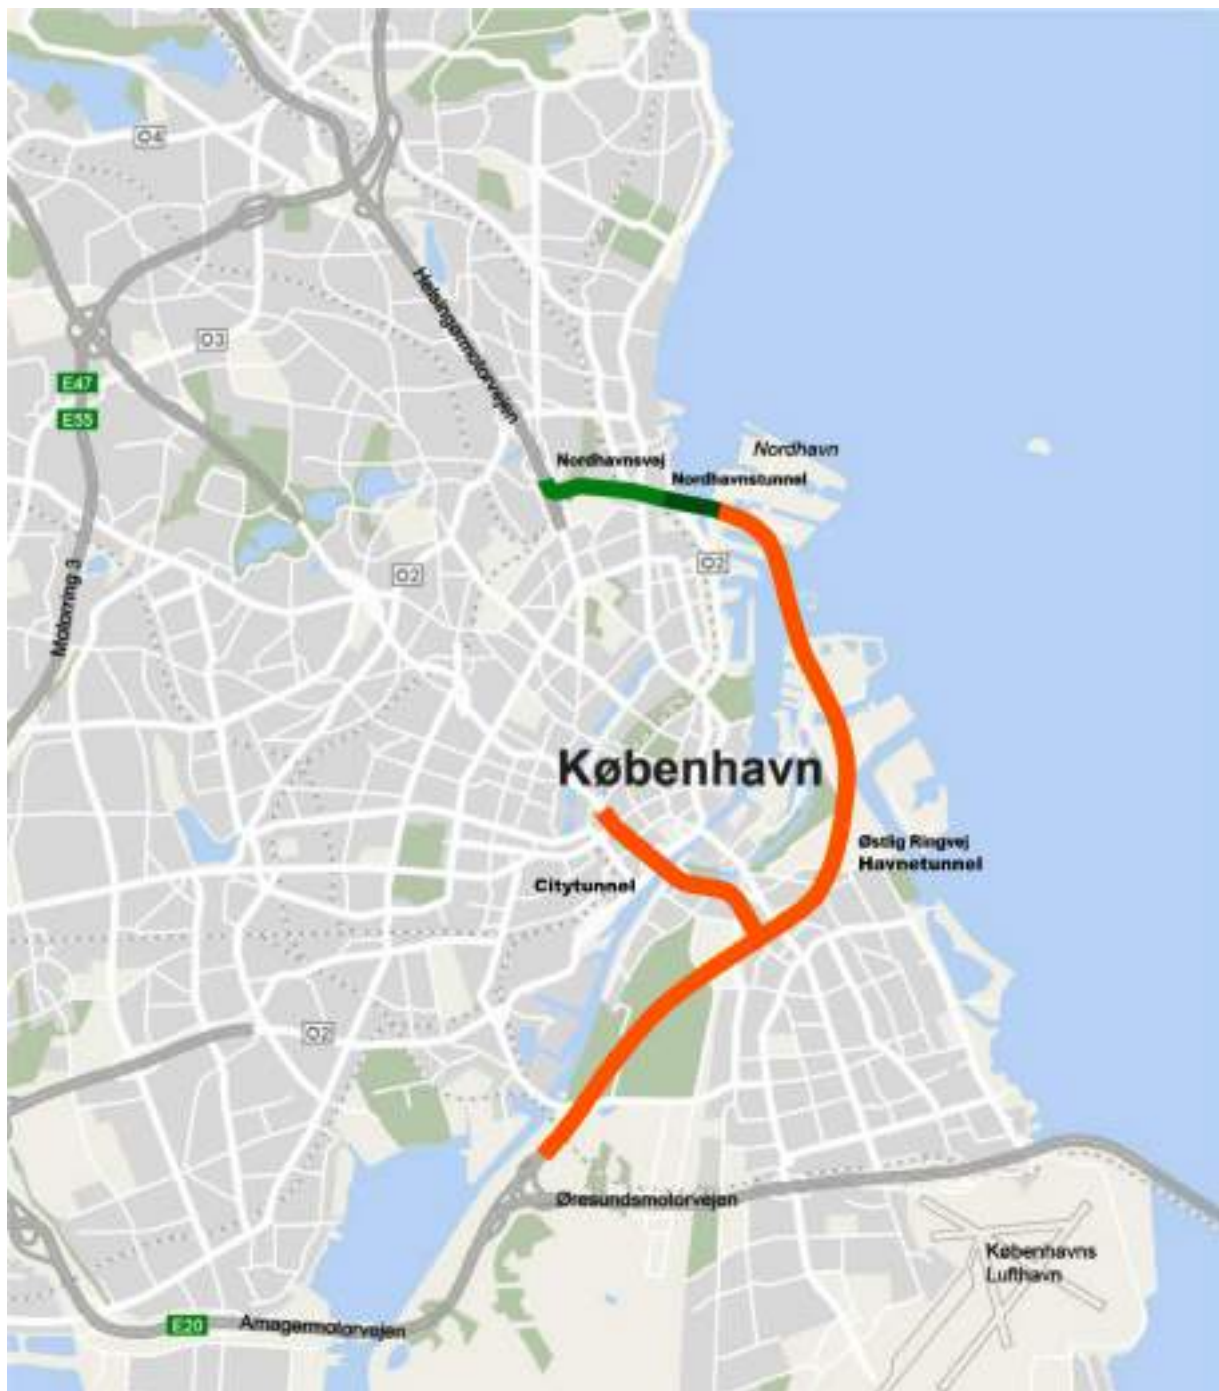 O4
Helsingørmotorvejen
O3
E47
E55
Nordhavn
Nordhavnsvej
Nordhavnstunnel
O2
O2
Motorring 3
København
Østlig Ringvej
Havnetunnel
Citytunnel
O2
Øresundsmotorvejen
Københavns
Lufthavn
E20
Amagermotorvejen